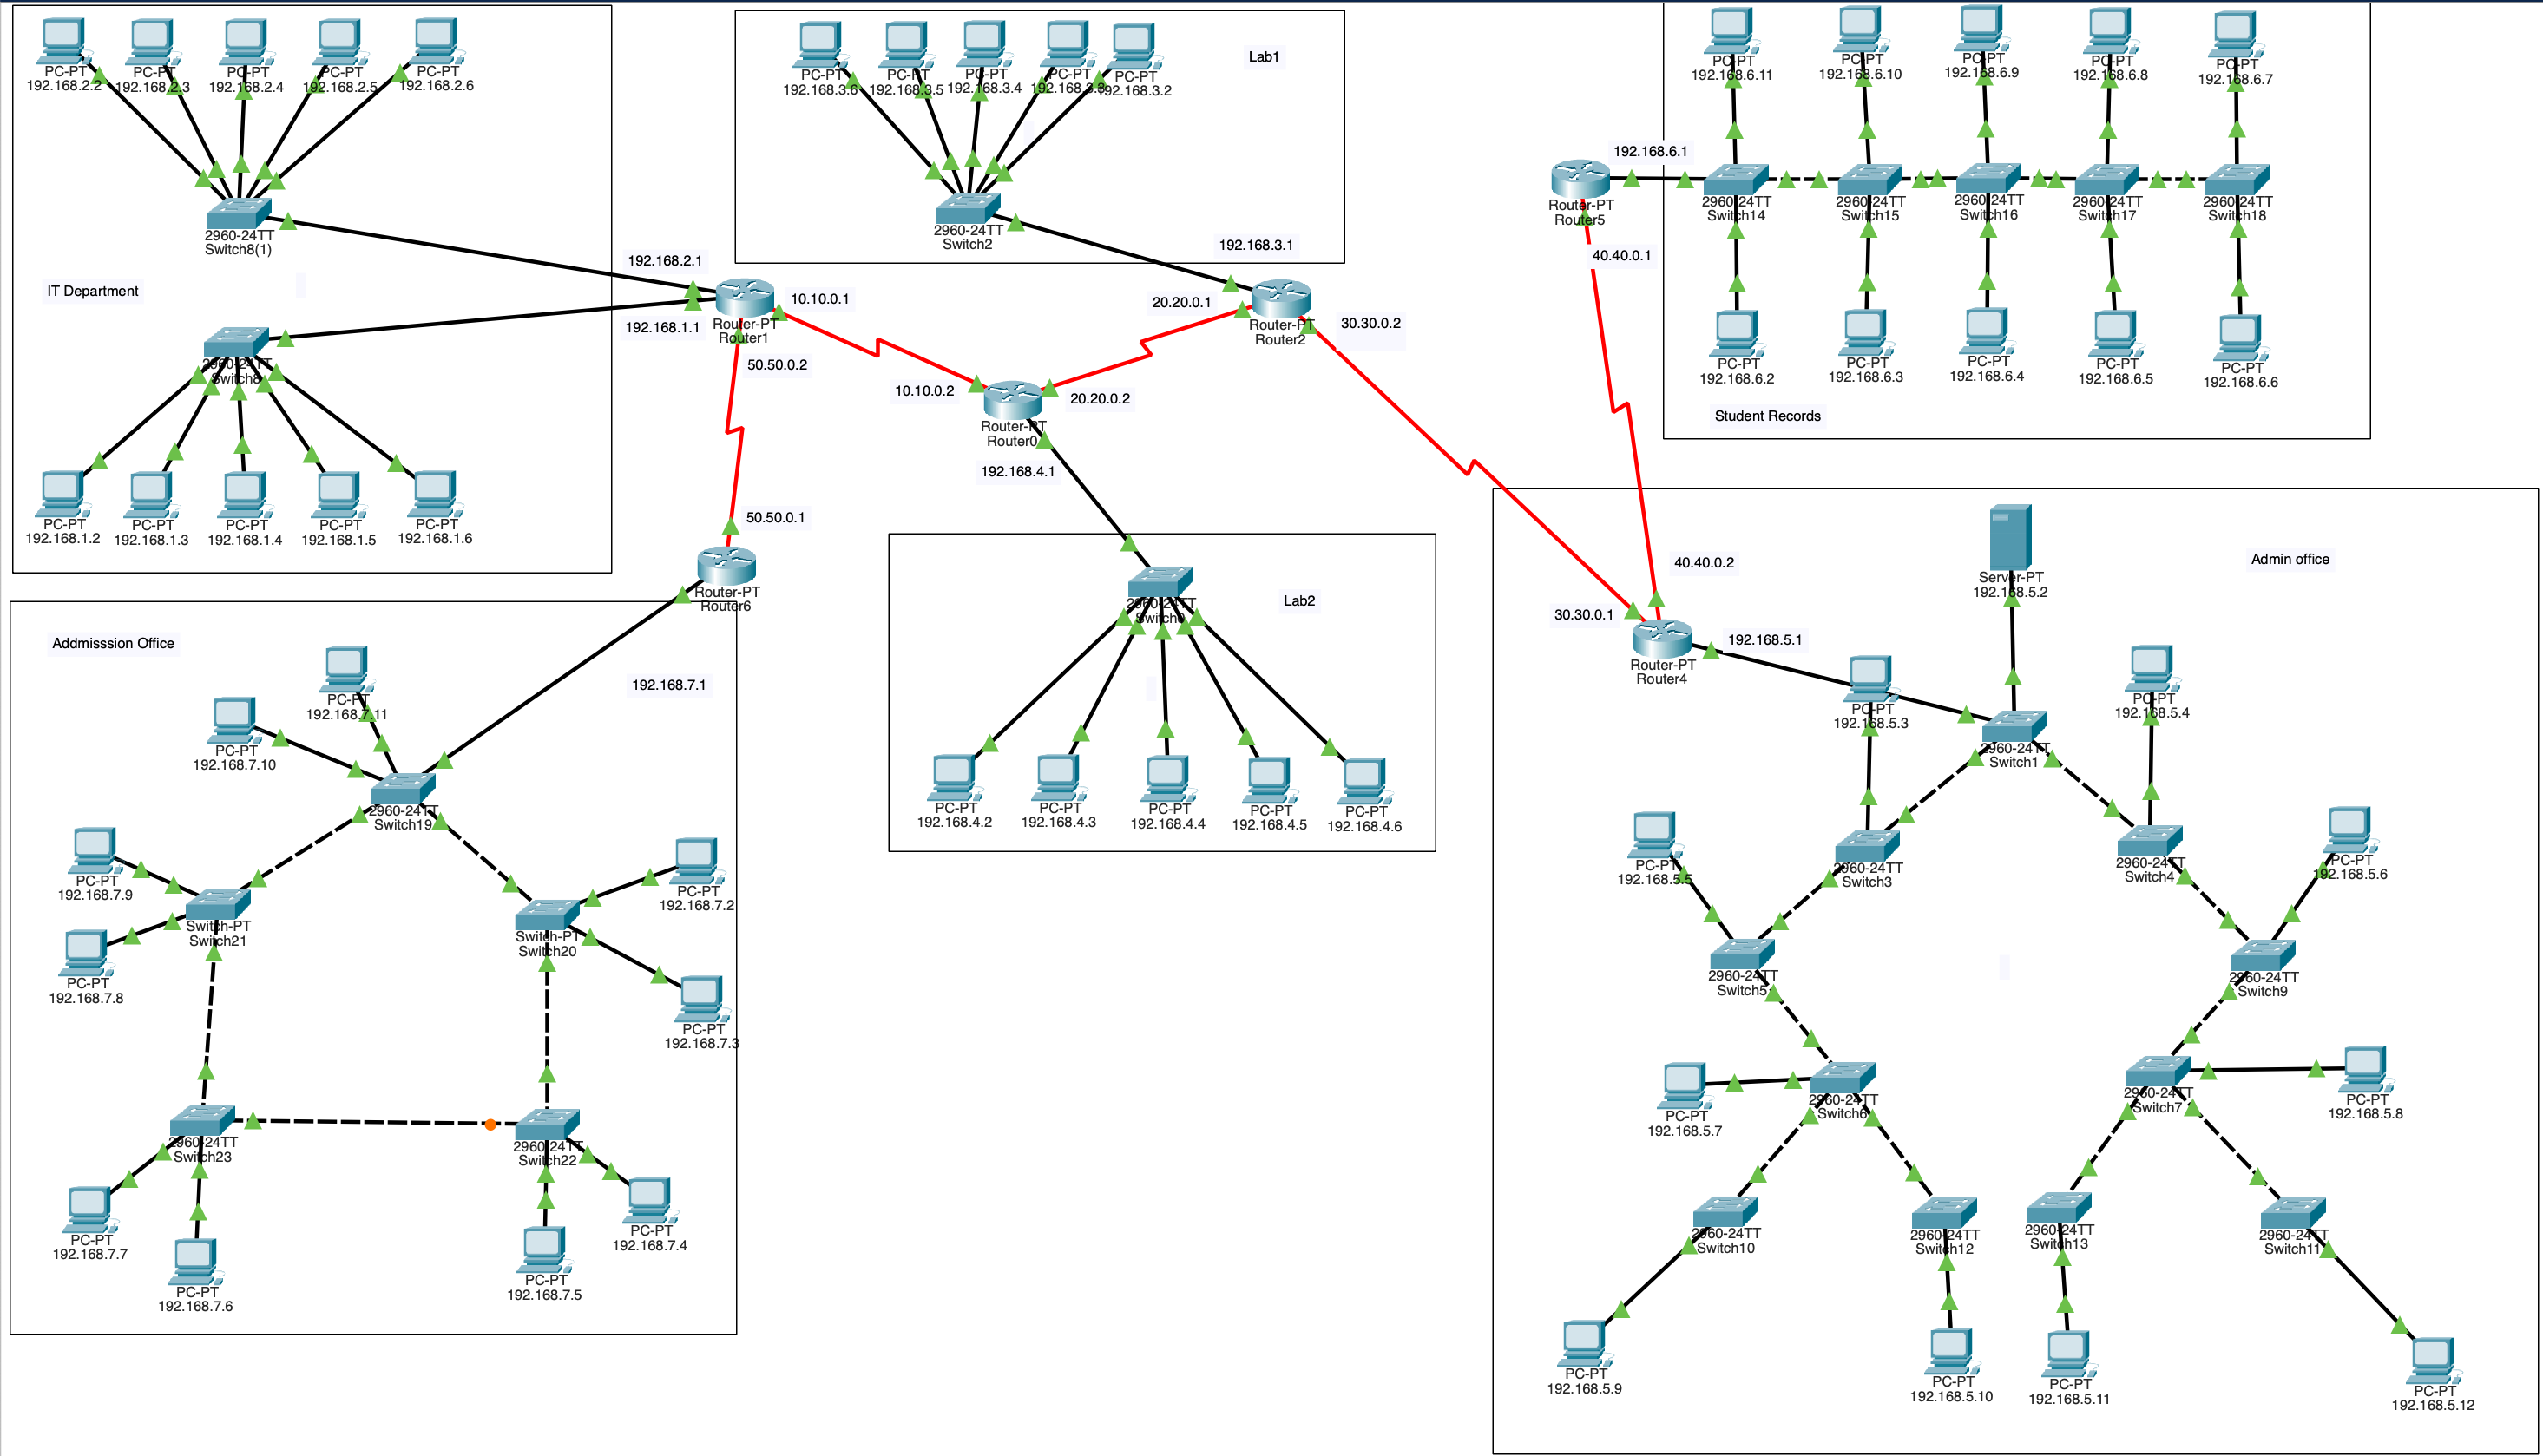 PC-PT
192.168.2.2
PC-PT
192.168.2.3
PC-PT
192.168.2.4
PC-PT
192.168.2.5
PC-PT
192.168.2.6
2960-24TT
Switch8(1)
IT Department
2960-24TT
Switch8
PC-PT
192.168.1.2
PC-PT
192.168.1.3
PC-PT
192.168.1.4
PC-PT
192.168.1.5
PC-PT
192.168.1.6
192.168.2.1
192.168.1.1
Router-PT
Router1
10.10.0.1
50.50.0.2
50.50.0.1
Router-PT
Router6
Lab1
PC-PT
192.168.3.6
PC-PT
192.168.3.5
PC-PT
192.168.3.4
PC-PT
192.168.3.3
PC-PT
192.168.3.2
2960-24TT
Switch2
192.168.3.1
20.20.0.1
Router-PT
Router2
30.30.0.2
10.10.0.2
20.20.0.2
Router-PT
Router0
192.168.4.1
Lab2
2960-24TT
Switch0
PC-PT
192.168.4.2
PC-PT
192.168.4.3
PC-PT
192.168.4.4
PC-PT
192.168.4.5
PC-PT
192.168.4.6
PC-PT
192.168.6.11
PC-PT
192.168.6.10
PC-PT
192.168.6.9
PC-PT
192.168.6.8
PC-PT
192.168.6.7
192.168.6.1
Router-PT
Router5
40.40.0.1
2960-24TT
Switch14
2960-24TT
Switch15
2960-24TT
Switch16
2960-24TT
Switch17
2960-24TT
Switch18
PC-PT
192.168.6.2
PC-PT
192.168.6.3
PC-PT
192.168.6.4
PC-PT
192.168.6.5
PC-PT
192.168.6.6
Student Records
Addmisssion Office
192.168.7.1
PC-PT
192.168.7.11
PC-PT
192.168.7.10
2960-24TT
Switch19
PC-PT
192.168.7.9
PC-PT
192.168.7.8
Switch-PT
Switch21
Switch-PT
Switch20
PC-PT
192.168.7.2
PC-PT
192.168.7.3
2960-24TT
Switch23
2960-24TT
Switch22
PC-PT
192.168.7.7
PC-PT
192.168.7.6
PC-PT
192.168.7.5
PC-PT
192.168.7.4
40.40.0.2
30.30.0.1
Router-PT
Router4
192.168.5.1
Admin office
Server-PT
192.168.5.2
PC-PT
192.168.5.3
PC-PT
192.168.5.4
2960-24TT
Switch1
2960-24TT
Switch3
2960-24TT
Switch4
PC-PT
192.168.5.5
PC-PT
192.168.5.6
2960-24TT
Switch5
2960-24TT
Switch9
PC-PT
192.168.5.7
2960-24TT
Switch6
2960-24TT
Switch7
PC-PT
192.168.5.8
2960-24TT
Switch10
2960-24TT
Switch12
2960-24TT
Switch13
2960-24TT
Switch11
PC-PT
192.168.5.9
PC-PT
192.168.5.10
PC-PT
192.168.5.11
PC-PT
192.168.5.12